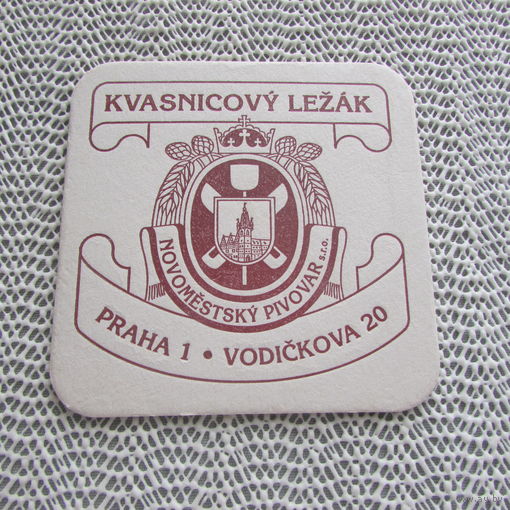 KVASNICOVÝ LEŽÁK
NOVOMĚSTSKÝ PIVOVAR s.r.o.
PRAHA 1 • VODIČKOVA 20